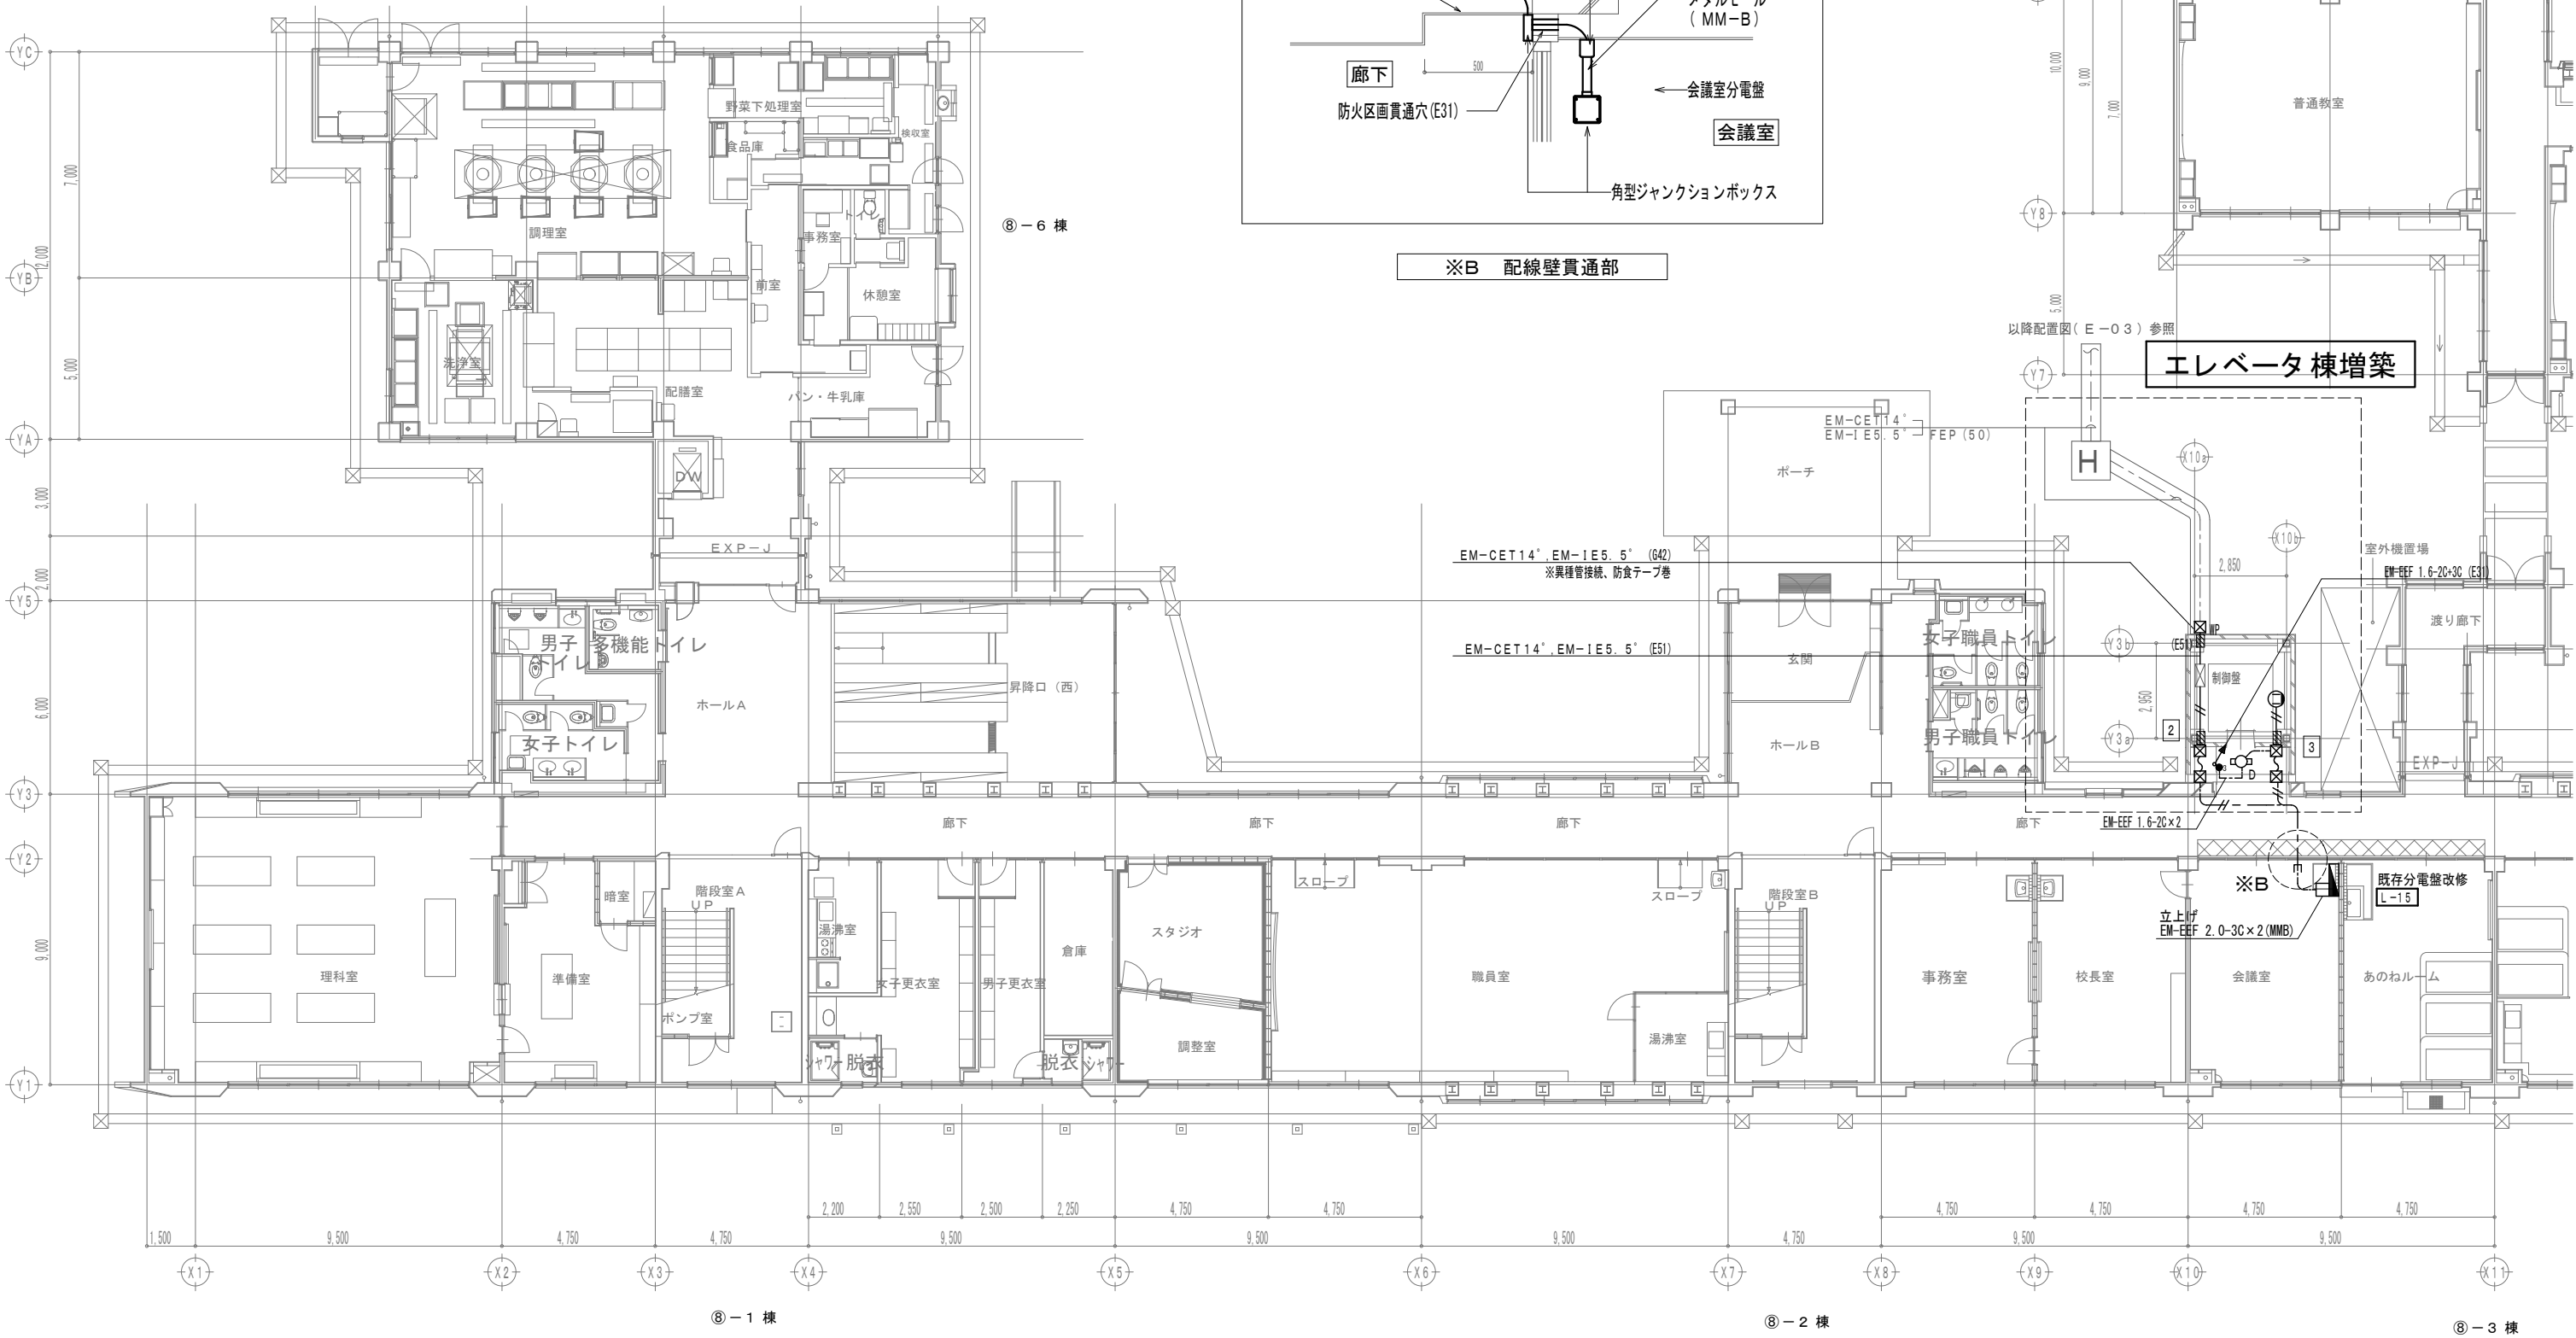 メタルモール
( MM-B)
廊下
500
防火区画貫通穴(E31)
会議室分電盤
会議室
角型ジャンクションボックス
※B 配線壁貫通部
⑧-6 棟
YC
YB
YA
Y5
Y3
Y2
Y1
7,000
12,000
5,000
3,000
2,000
6,000
9,000
野菜下処理室
検収室
食品庫
調理室
トイレ
事務室
前室
休憩室
洗浄室
配膳室
パン・牛乳庫
DW
EXP-J
10,000
9,000
7,000
普通教室
Y8
5,000
以降配置図(E-03)参照
エレベータ棟増築
Y7
EM-CET14°
EM-IE5.5° FEP(50)
ポーチ
H
X10a
X10b
2,850
室外機置場
EM-EEF 1.6-2C+3C (E31)
EM-CET14°,EM-IE5.5° (G42)
※異種管接続、防食テープ巻
EM-CET14°,EM-IE5.5° (E51)
WP
(E51)
Y3b
Y3a
2,950
制御盤
2
3
D
渡り廊下
EXP-J
EM-EEF 1.6-2C×2
男子トイレ
多機能トイレ
女子トイレ
ホールA
昇降口(西)
玄関
ホールB
女子職員トイレ
男子職員トイレ
廊下
廊下
廊下
廊下
理科室
準備室
暗室
階段室A
UP
ポンプ室
湯沸室
女子更衣室
男子更衣室
倉庫
シャワー
脱衣
脱衣
シャワー
スタジオ
調整室
スロープ
職員室
スロープ
湯沸室
階段室B
UP
事務室
校長室
会議室
あのねルーム
※B
既存分電盤改修
L-15
立上げ
EM-EEF 2.0-3C×2(MMB)
2,200
2,550
2,500
2,250
4,750
4,750
4,750
4,750
4,750
4,750
1,500
9,500
4,750
4,750
9,500
9,500
9,500
4,750
9,500
9,500
X1
X2
X3
X4
X5
X6
X7
X8
X9
X10
X11
⑧-1 棟
⑧-2 棟
⑧-3 棟